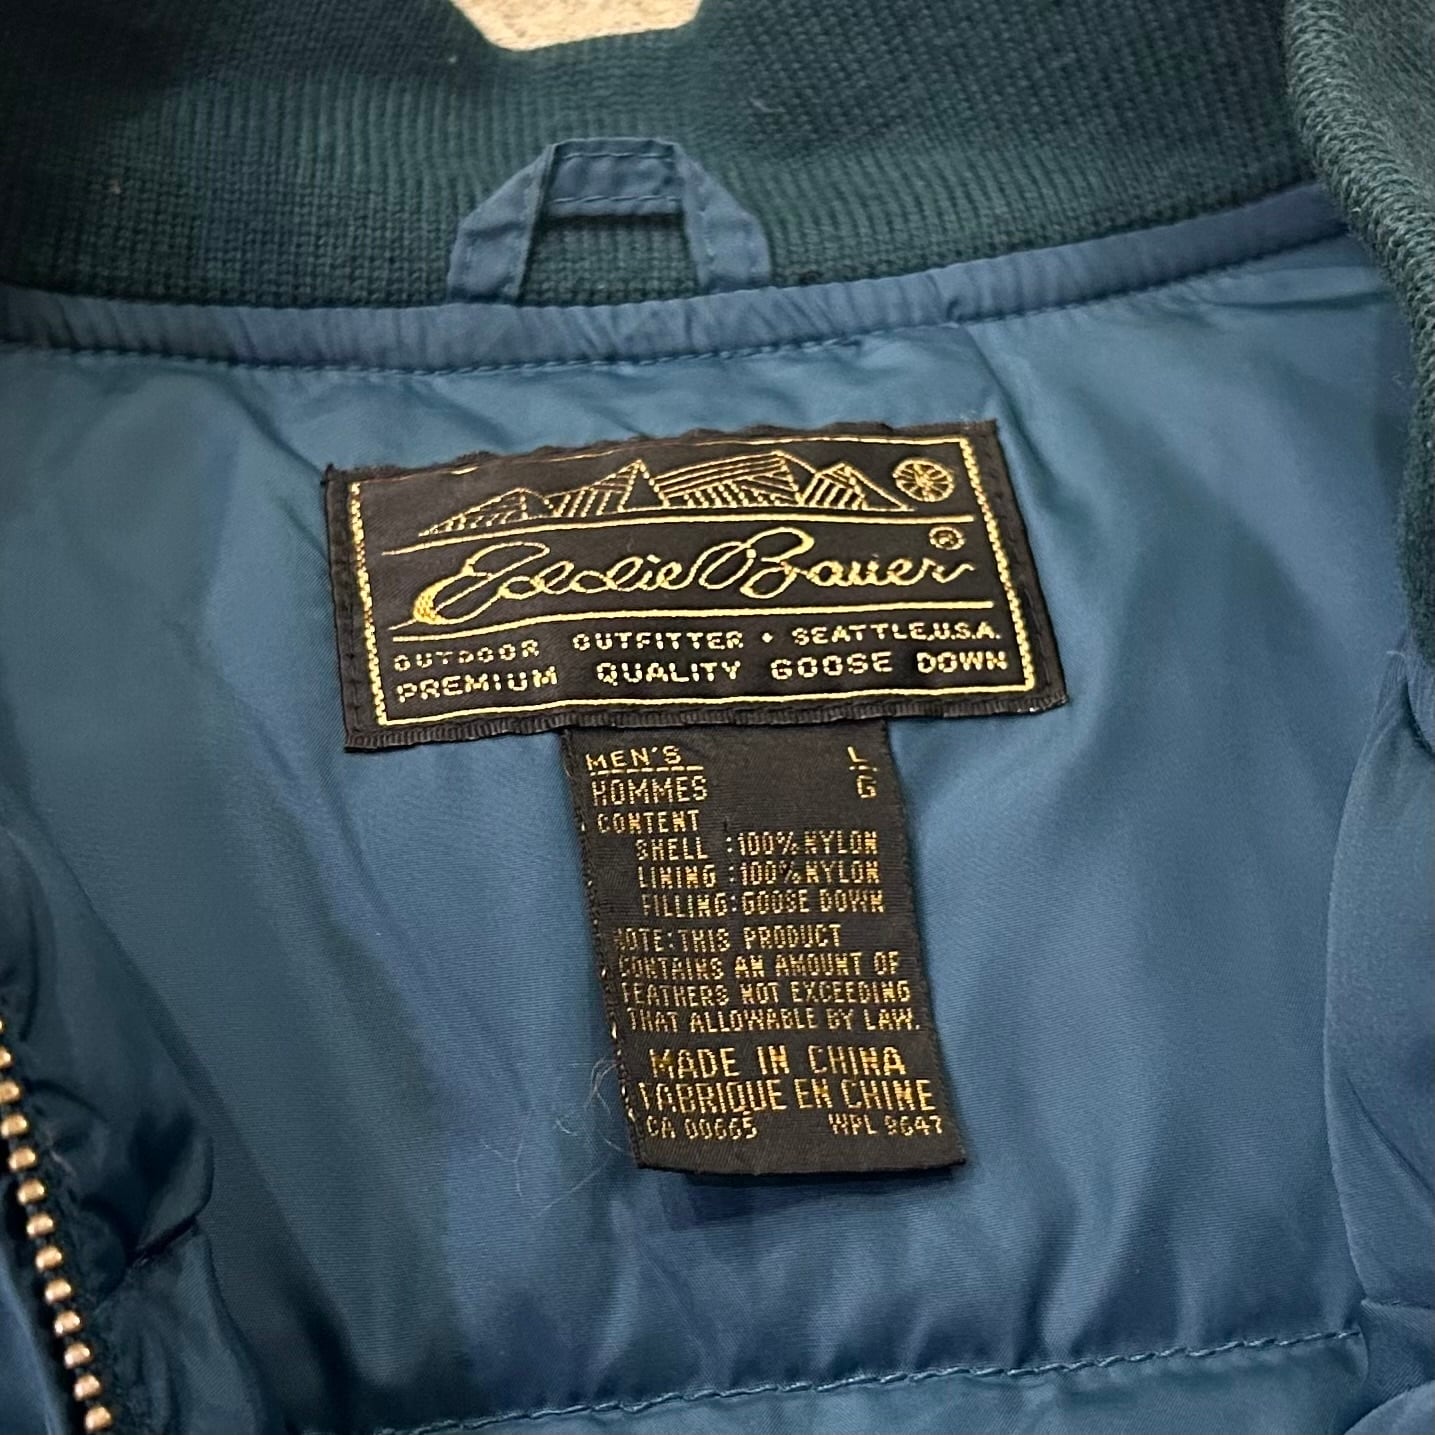 Eddie Bauer®
OUTDOOR OUTFITTER • SEATTLE, U.S.A.
PREMIUM QUALITY GOOSE DOWN
MEN'S L
HOMMES G
CONTENT
SHELL :100% NYLON
LINING :100% NYLON
FILLING:GOOSE DOWN
NOTE:THIS PRODUCT
CONTAINS AN AMOUNT OF
FEATHERS NOT EXCEEDING
THAT ALLOWABLE BY LAW.
MADE IN CHINA
FABRIQUE EN CHINE
CA 00665 WPL 9647